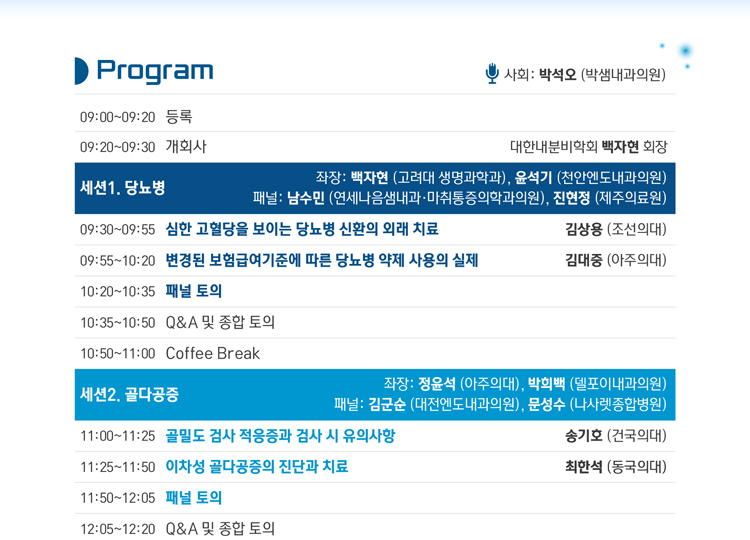 Program
사회: 박석오 (박샘내과의원)
09:00~09:20 등록
09:20~09:30 개회사 대한내분비학회 백자현 회장
세션1. 당뇨병
좌장: 백자현 (고려대 생명과학과), 윤석기 (천안엔도내과의원)
패널: 남수민 (연세나음샘내과·마취통증의학과의원), 진현정 (제주의료원)
09:30~09:55 심한 고혈당을 보이는 당뇨병 신환의 외래 치료 김상용 (조선의대)
09:55~10:20 변경된 보험급여기준에 따른 당뇨병 약제 사용의 실제 김대중 (아주의대)
10:20~10:35 패널 토의
10:35~10:50 Q&A 및 종합 토의
10:50~11:00 Coffee Break
세션2. 골다공증
좌장: 정윤석 (아주의대), 박희백 (델포이내과의원)
패널: 김군순 (대전엔도내과의원), 문성수 (나사렛종합병원)
11:00~11:25 골밀도 검사 적응증과 검사 시 유의사항 송기호 (건국의대)
11:25~11:50 이차성 골다공증의 진단과 치료 최한석 (동국의대)
11:50~12:05 패널 토의
12:05~12:20 Q&A 및 종합 토의